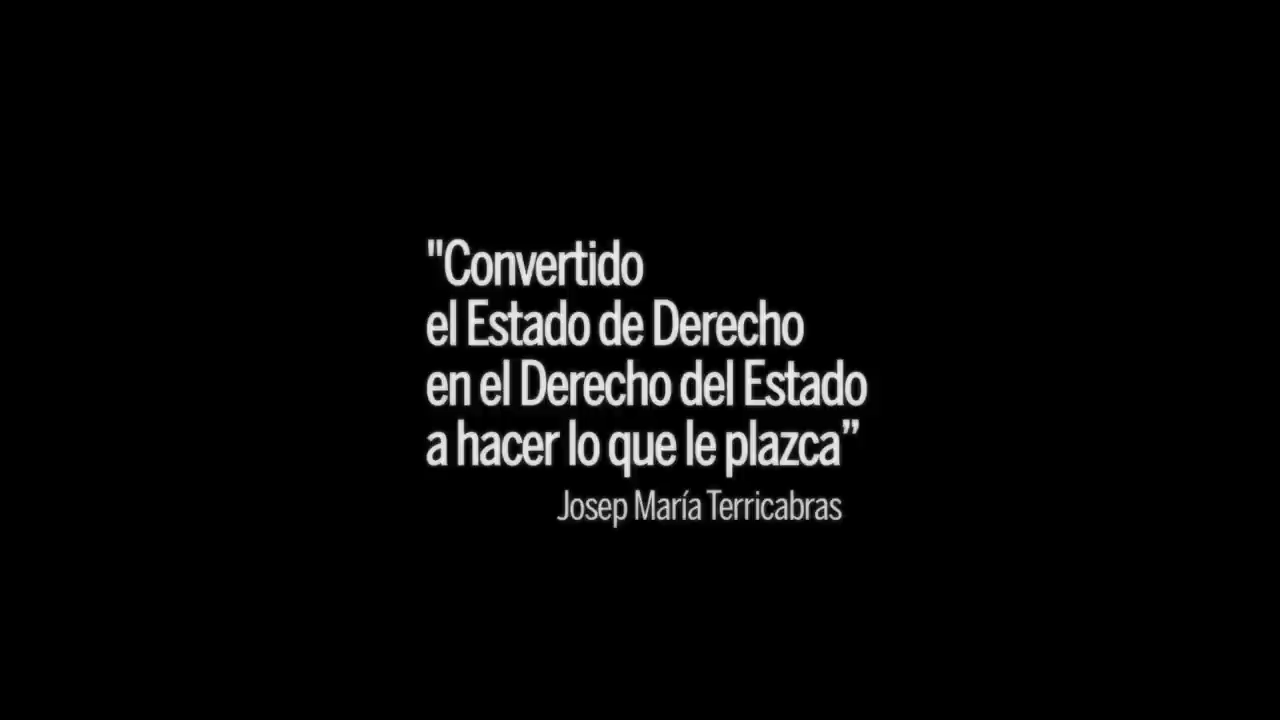 "Convertido
el Estado de Derecho
en el Derecho del Estado
a hacer lo que le plazca”
Josep María Terricabras